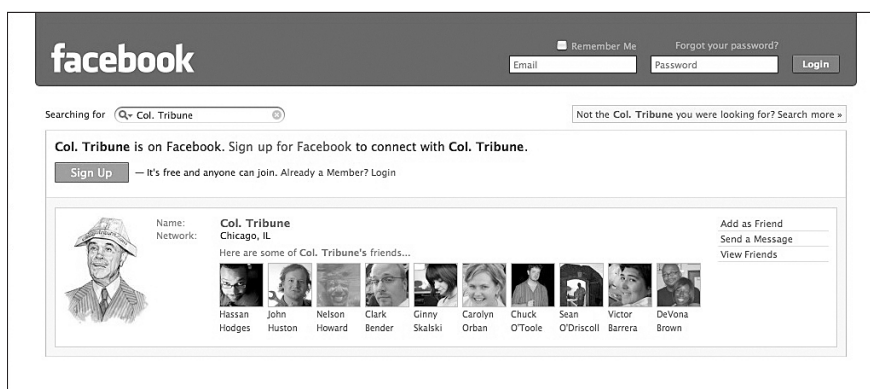 facebook
Remember Me Forgot your password?
Email Password Login
Searching for Col. Tribune
Not the Col. Tribune you were looking for? Search more »
Col. Tribune is on Facebook. Sign up for Facebook to connect with Col. Tribune.
Sign Up — It's free and anyone can join. Already a Member? Login
Name: Col. Tribune
Network: Chicago, IL
Here are some of Col. Tribune's friends...
Hassan Hodges
John Huston
Nelson Howard
Clark Bender
Ginny Skalski
Carolyn Orban
Chuck O'Toole
Sean O'Driscoll
Victor Barrera
DeVona Brown
Add as Friend
Send a Message
View Friends